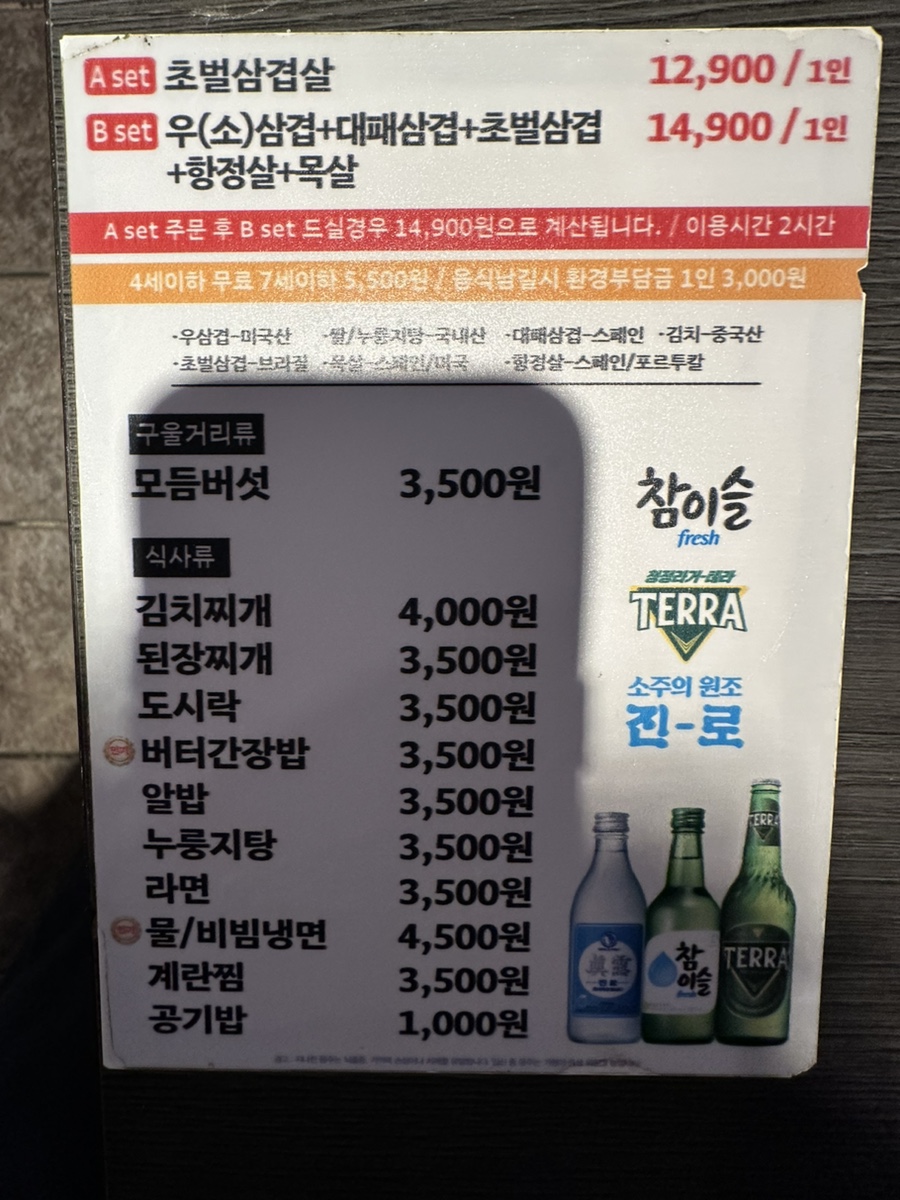 A set 초벌삼겹살 12,900 / 1인
B set 우(소)삼겹+대패삼겹+초벌삼겹 14,900 / 1인
+항정살+목살
A set 주문 후 B set 드실경우 14,900원으로 계산됩니다. / 이용시간 2시간
4세이하 무료 7세이하 5,500원 / 음식남길시 환경부담금 1인 3,000원
·우삼겹-미국산 ·쌀/누룽지탕-국내산 ·대패삼겹-스페인 ·김치-중국산
·초벌삼겹-브라질 ·목살-스페인/미국 ·항정살-스페인/포르투칼
구울거리류
모듬버섯 3,500원
식사류
김치찌개 4,000원
된장찌개 3,500원
도시락 3,500원
버터간장밥 3,500원
알밥 3,500원
누룽지탕 3,500원
라면 3,500원
물/비빔냉면 4,500원
계란찜 3,500원
공기밥 1,000원
참이슬
fresh
청정라거-테라
TERRA
소주의 원조
진-로
TERRA
眞露
참이슬
fresh
TERRA